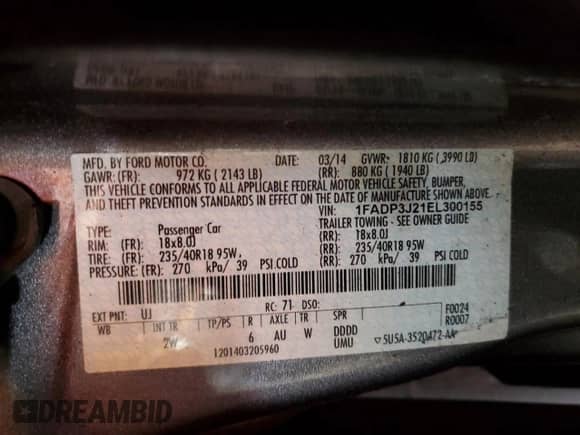 MFD. BY FORD MOTOR CO. DATE: 03/14 GVWR: 1810 KG ( 3990 LB)
GAWR: (FR): 972 KG ( 2143 LB) (RR): 880 KG ( 1940 LB)
THIS VEHICLE CONFORMS TO ALL APPLICABLE FEDERAL MOTOR VEHICLE SAFETY, BUMPER,
AND THEFT PREVENTION STANDARDS IN EFFECT ON THE DATE OF MANUFACTURE SHOWN ABOVE.
VIN: 1FADP3J21EL300155
TYPE: Passenger Car TRAILER TOWING - SEE OWNER GUIDE
RIM: (FR): 18x8.0J (RR): 18x8.0J
TIRE: (FR): 235/40R18 95W (RR): 235/40R18 95W
PRESSURE: (FR): 270 kPa/ 39 PSI.COLD (RR): 270 kPa/ 39 PSI COLD
RC: 71 DSO:
EXT PNT: UJ F0024
WB INT TR TP/PS R AXLE TR SPR R0007
2W 6 AU W DDDD
1201403205960 UMU 5U5A-3520472-AA
DREAMBID